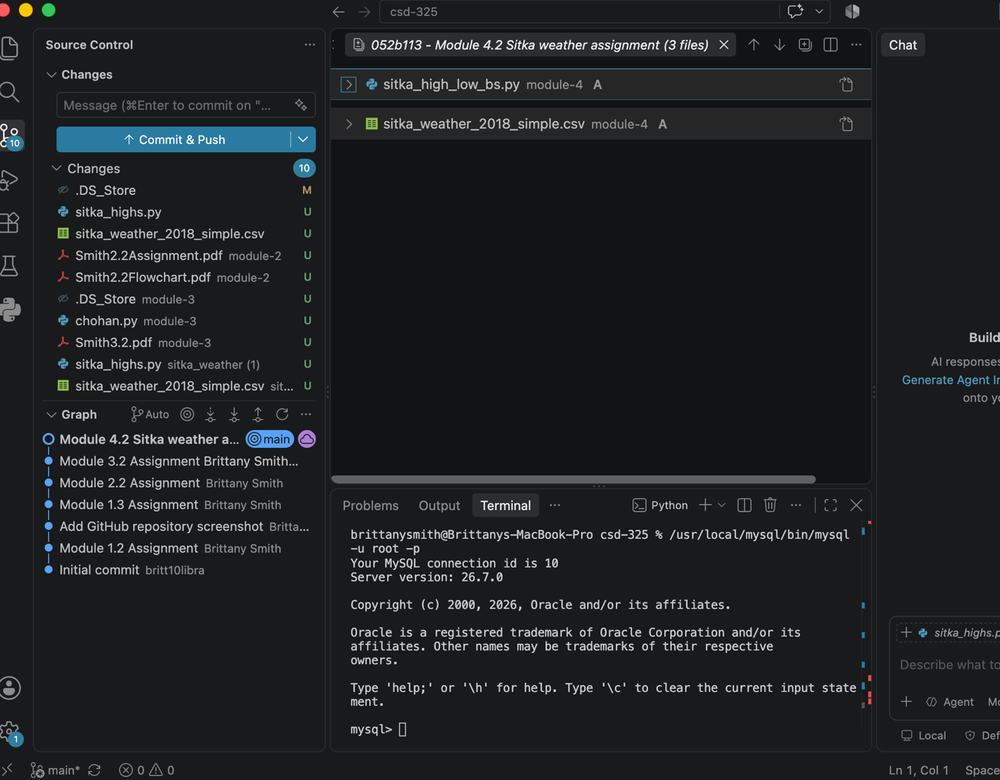 csd-325
Source Control
Changes
Message (⌘Enter to commit on "...
Commit & Push
Changes
10
.DS_Store M
sitka_highs.py U
sitka_weather_2018_simple.csv U
Smith2.2Assignment.pdf module-2 U
Smith2.2Flowchart.pdf module-2 U
.DS_Store module-3 U
chohan.py module-3 U
Smith3.2.pdf module-3 U
sitka_highs.py sitka_weather (1) U
sitka_weather_2018_simple.csv sit... U
Graph Auto
Module 4.2 Sitka weather a... main
Module 3.2 Assignment Brittany Smith...
Module 2.2 Assignment Brittany Smith
Module 1.3 Assignment Brittany Smith
Add GitHub repository screenshot Britta...
Module 1.2 Assignment Brittany Smith
Initial commit britt10libra
10
1
052b113 - Module 4.2 Sitka weather assignment (3 files)
sitka_high_low_bs.py module-4 A
sitka_weather_2018_simple.csv module-4 A
Problems Output Terminal Python
brittanysmith@Brittanys-MacBook-Pro csd-325 % /usr/local/mysql/bin/mysql
-u root -p
Your MySQL connection id is 10
Server version: 26.7.0
Copyright (c) 2000, 2026, Oracle and/or its affiliates.
Oracle is a registered trademark of Oracle Corporation and/or its
affiliates. Other names may be trademarks of their respective
owners.
Type 'help;' or '\h' for help. Type '\c' to clear the current input state
ment.
mysql>
Chat
Build
AI responses
Generate Agent In
onto yo
sitka_highs.p
Describe what to
Agent Mo
Local Def
main* 0 0
Ln 1, Col 1 Space